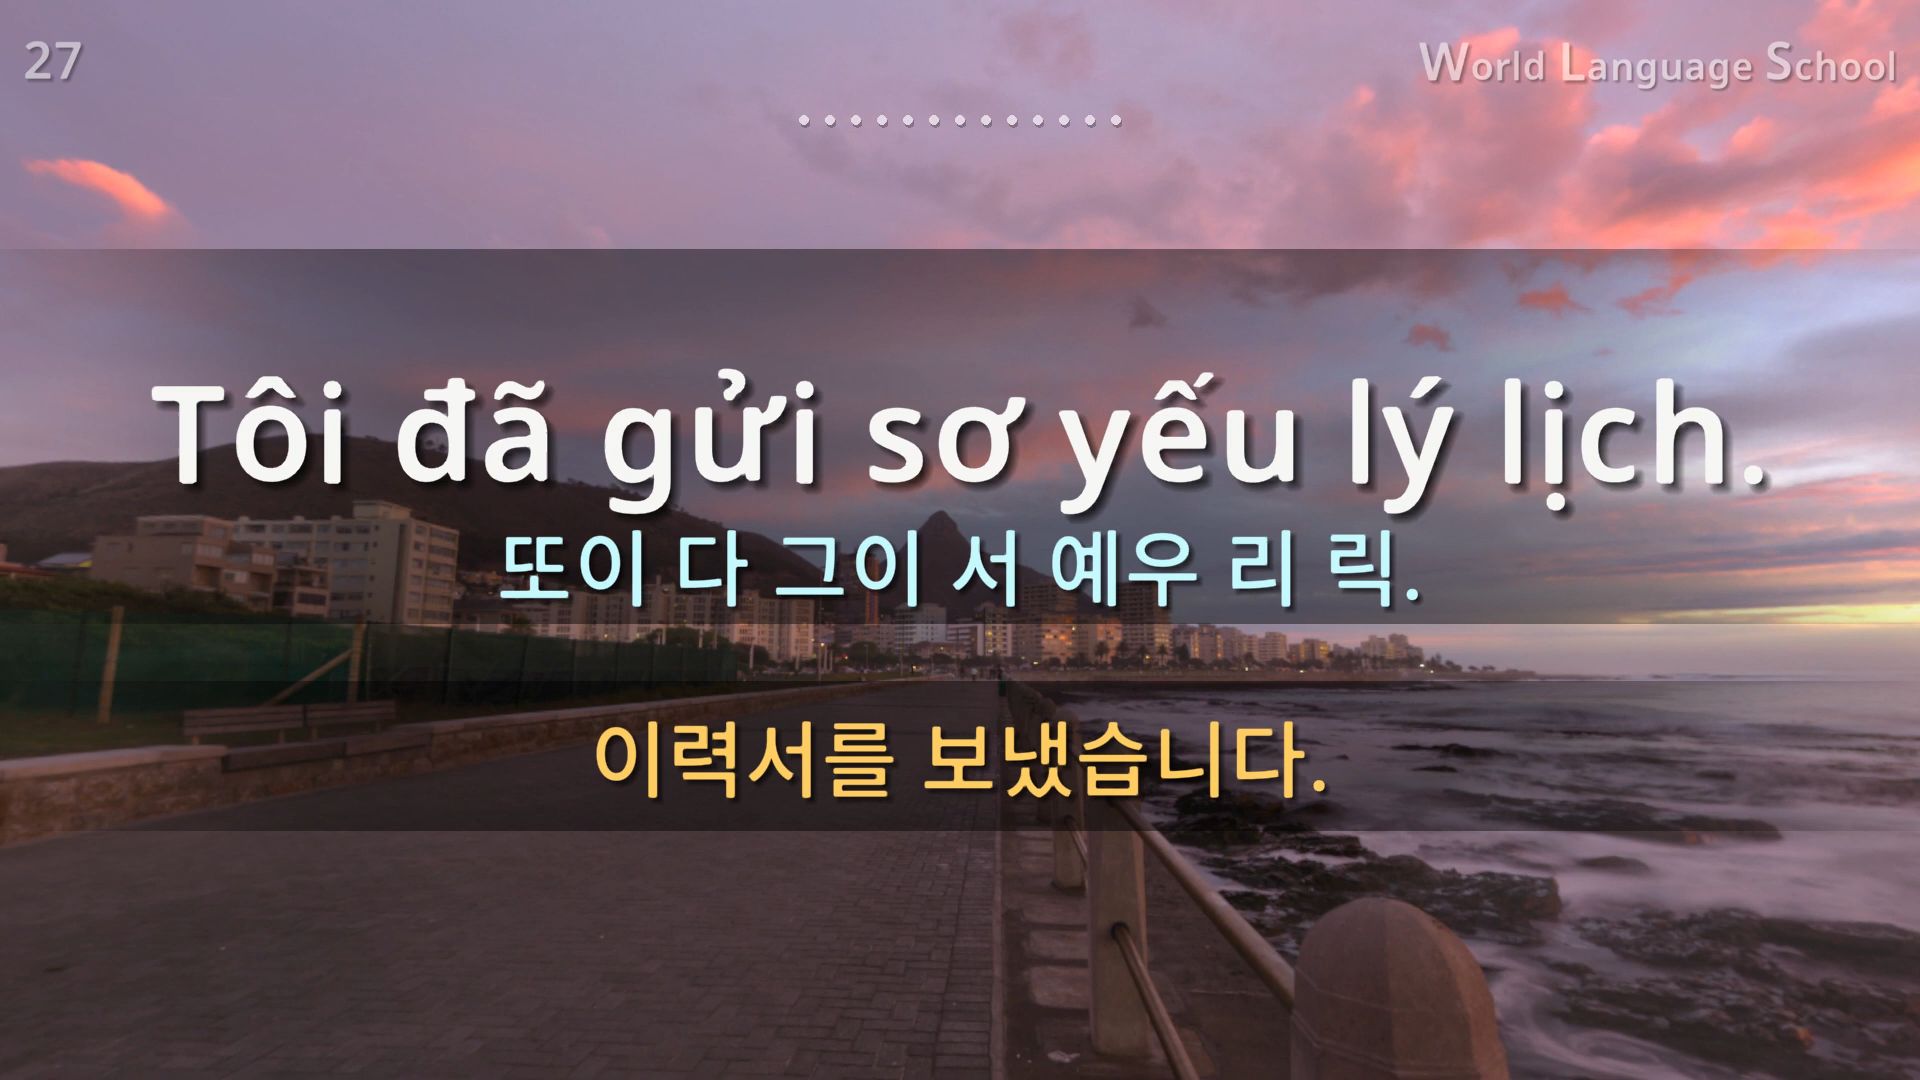 27
World Language School
Tôi đã gửi sơ yếu lý lịch.
또이 다 그이 서 예우 리 릭.
이력서를 보냈습니다.